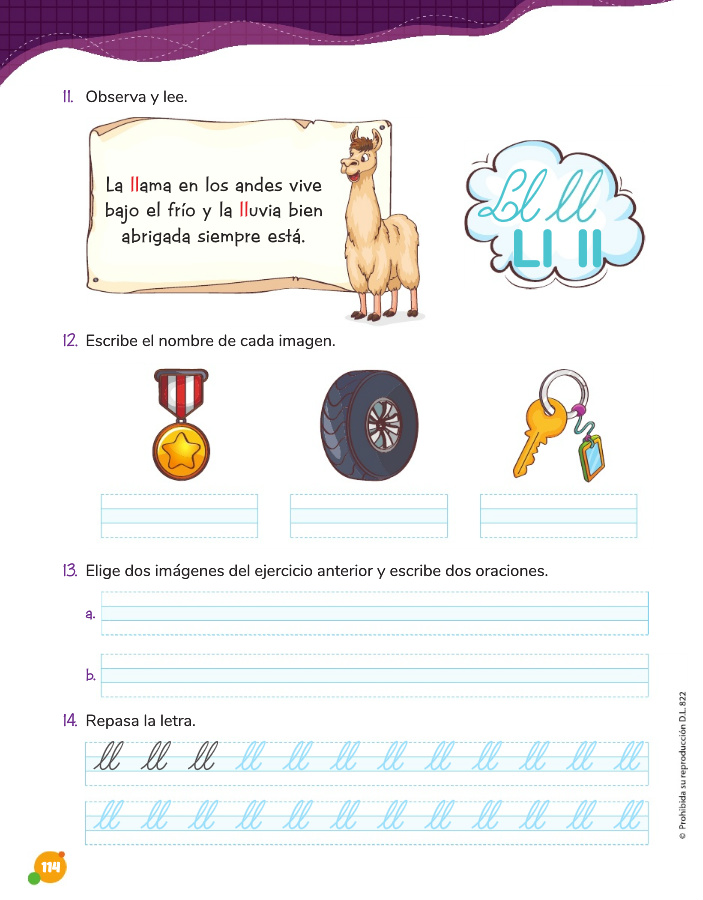 11. Observa y lee.
La llama en los andes vive
bajo el frío y la lluvia bien
abrigada siempre está.
Ll ll
Ll ll
12. Escribe el nombre de cada imagen.
13. Elige dos imágenes del ejercicio anterior y escribe dos oraciones.
a.
b.
14. Repasa la letra.
ll ll ll ll ll ll ll ll ll ll ll ll
ll ll ll ll ll ll ll ll ll ll ll ll
© Prohibida su reproducción D.L. 822
114